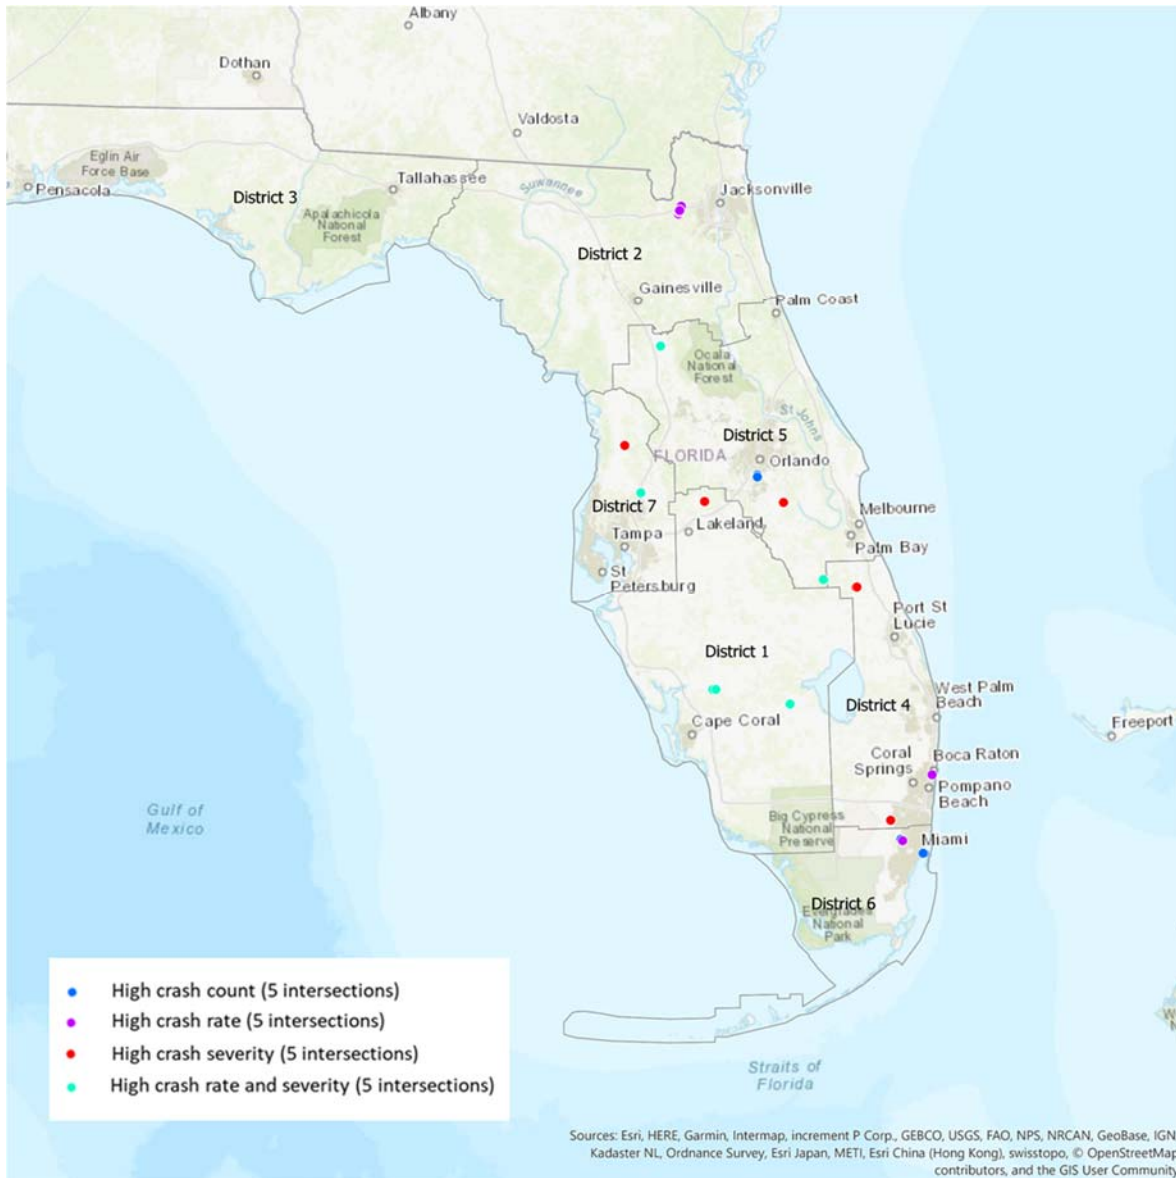 Albany
Dothan
Valdosta
Eglin Air
Force Base
Pensacola
Tallahassee
District 3
Apalachicola
National
Forest
Suwannee
Jacksonville
District 2
Gainesville
Palm Coast
Ocala
National
Forest
St Johns
District 5
FLORIDA
Orlando
District 7
Lakeland
Melbourne
Tampa
Palm Bay
St
Petersburg
Port St
Lucie
District 1
West Palm
Beach
District 4
Cape Coral
Freeport
Coral
Springs
Boca Raton
Pompano
Beach
Gulf of
Mexico
Big Cypress
National
Preserve
Miami
District 6
Everglades
National
Park
High crash count (5 intersections)
High crash rate (5 intersections)
High crash severity (5 intersections)
High crash rate and severity (5 intersections)
Straits of
Florida
Sources: Esri, HERE, Garmin, Intermap, increment P Corp., GEBCO, USGS, FAO, NPS, NRCAN, GeoBase, IGN,
Kadaster NL, Ordnance Survey, Esri Japan, METI, Esri China (Hong Kong), swisstopo, © OpenStreetMap
contributors, and the GIS User Community